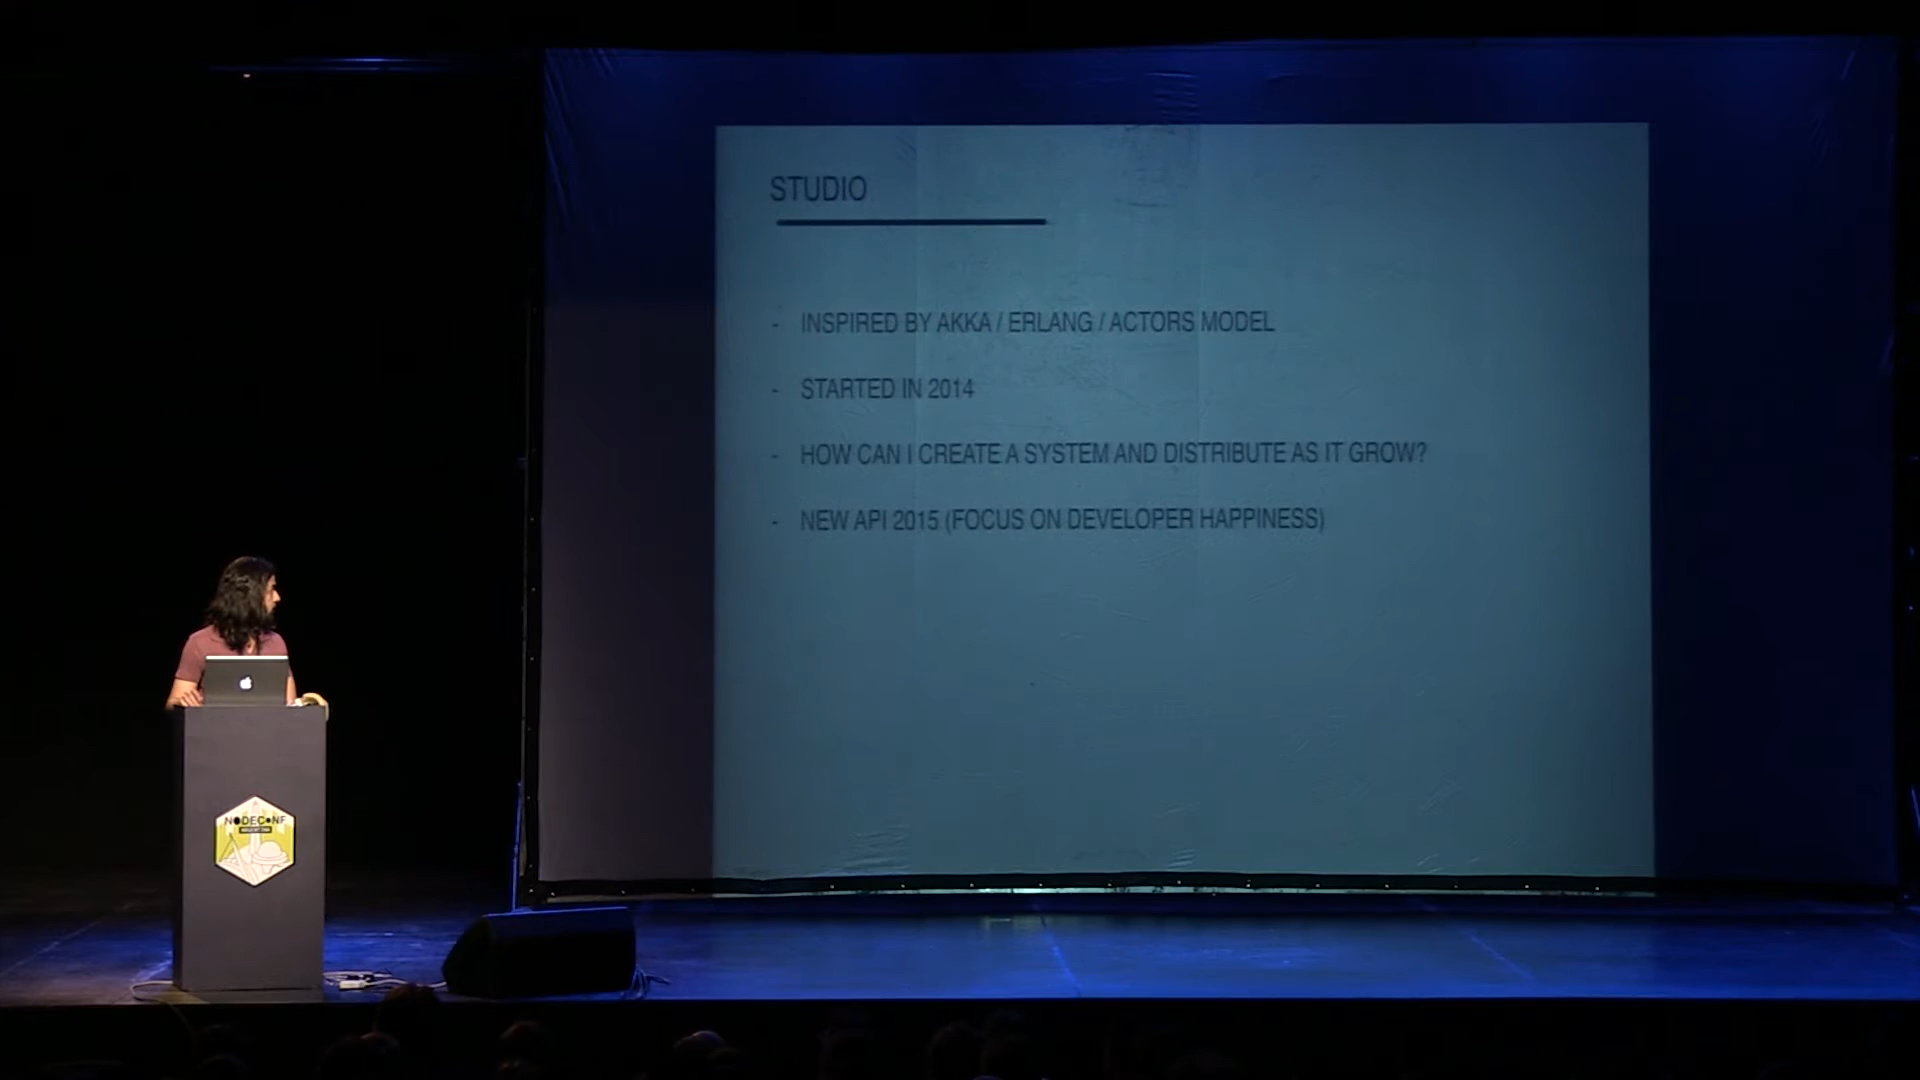 STUDIO
- INSPIRED BY AKKA / ERLANG / ACTORS MODEL
- STARTED IN 2014
- HOW CAN I CREATE A SYSTEM AND DISTRIBUTE AS IT GROW?
- NEW API 2015 (FOCUS ON DEVELOPER HAPPINESS)
NODECONF
ARGENTINA